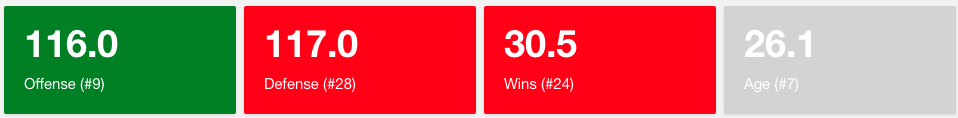 116.0
Offense (#9)
117.0
Defense (#28)
30.5
Wins (#24)
26.1
Age (#7)